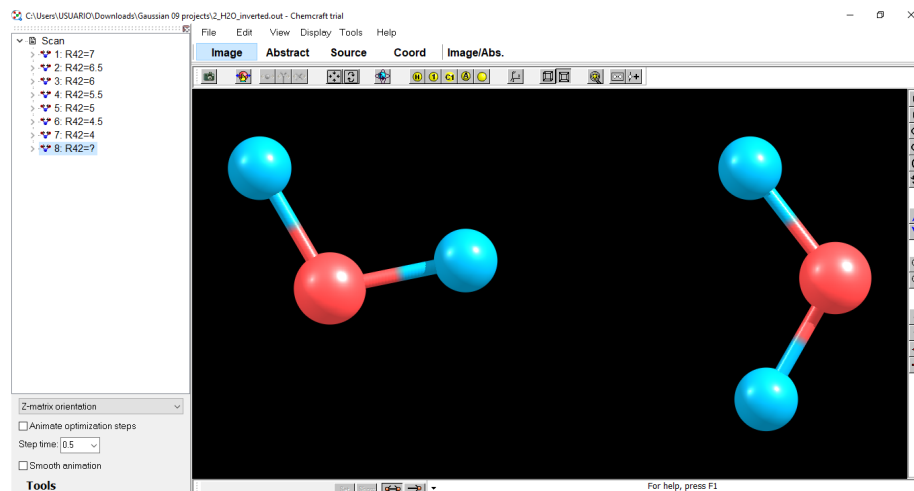 C:\Users\USUARIO\Downloads\Gaussian 09 projects\2_H2O_inverted.out - Chemcraft trial
File Edit View Display Tools Help
Image Abstract Source Coord Image/Abs.
Scan
1: R42=7
2: R42=6.5
3: R42=6
4: R42=5.5
5: R42=5
6: R42=4.5
7: R42=4
8: R42=?
Z-matrix orientation
Animate optimization steps
Step time: 0.5
Smooth animation
Tools
For help, press F1